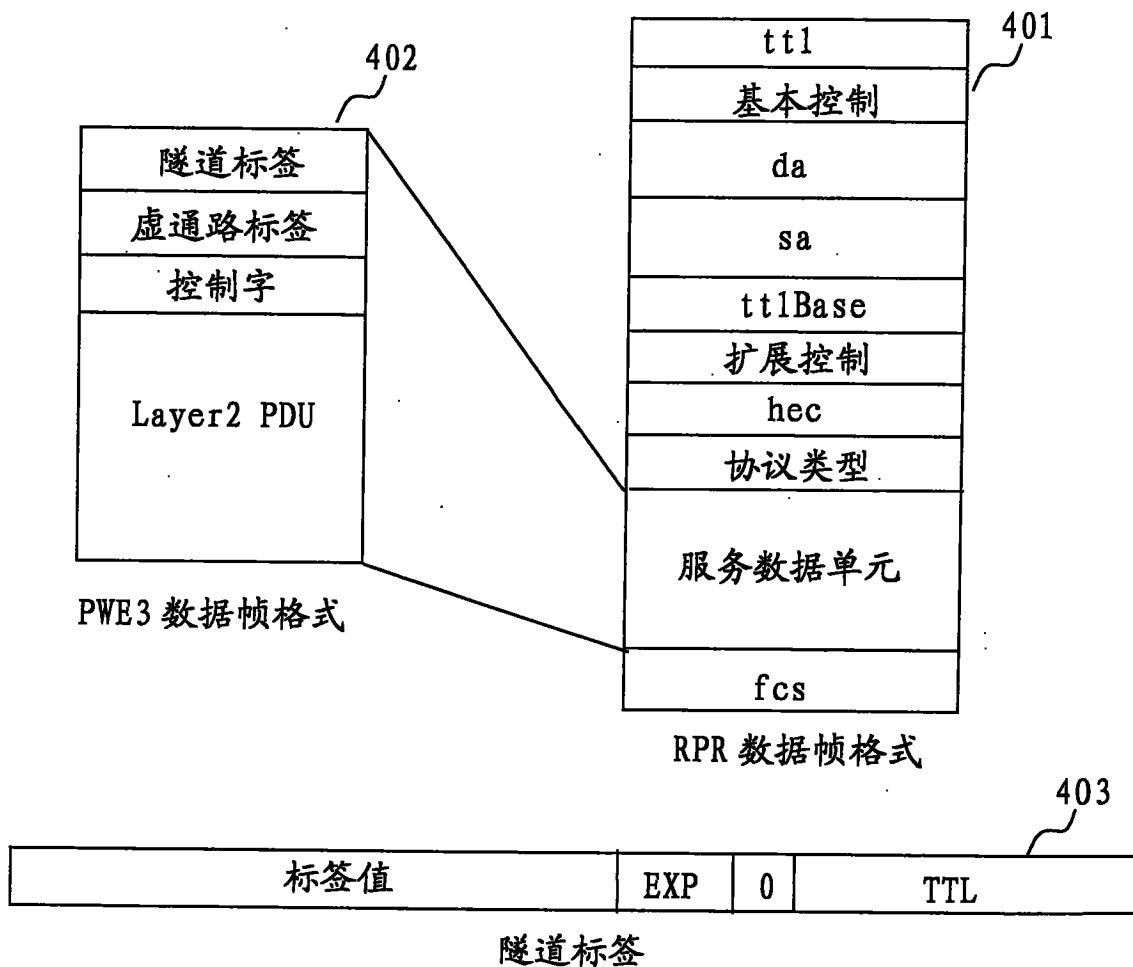 402
隧道标签
虚通路标签
控制字
Layer2 PDU
PWE3 数据帧格式
401
ttl
基本控制
da
sa
ttlBase
扩展控制
hec
协议类型
服务数据单元
fcs
RPR 数据帧格式
403
标签值 EXP 0 TTL
隧道标签